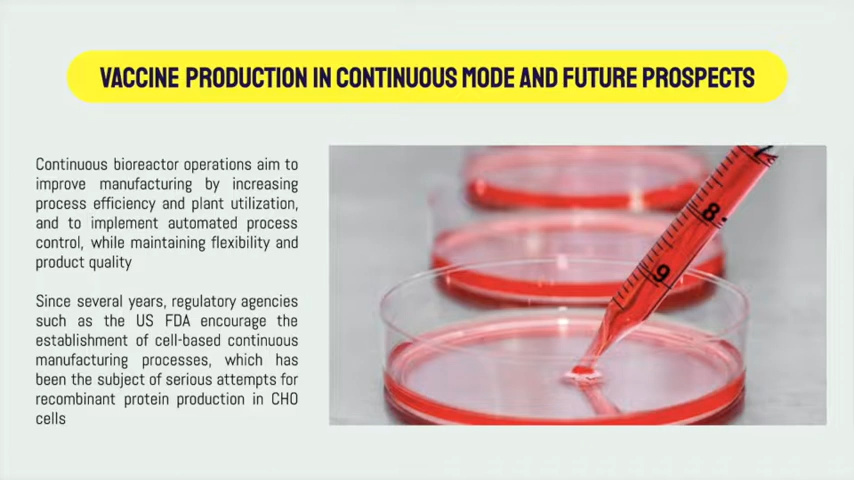 VACCINE PRODUCTION IN CONTINUOUS MODE AND FUTURE PROSPECTS
Continuous bioreactor operations aim to
improve manufacturing by increasing
process efficiency and plant utilization,
and to implement automated process
control, while maintaining flexibility and
product quality
Since several years, regulatory agencies
such as the US FDA encourage the
establishment of cell-based continuous
manufacturing processes, which has
been the subject of serious attempts for
recombinant protein production in CHO
cells
8
9